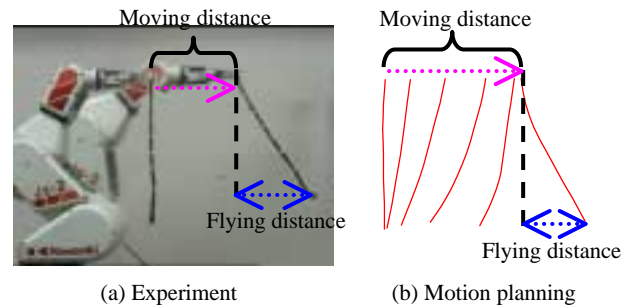 Moving distance
Moving distance
Flying distance
Flying distance
(a) Experiment
(b) Motion planning